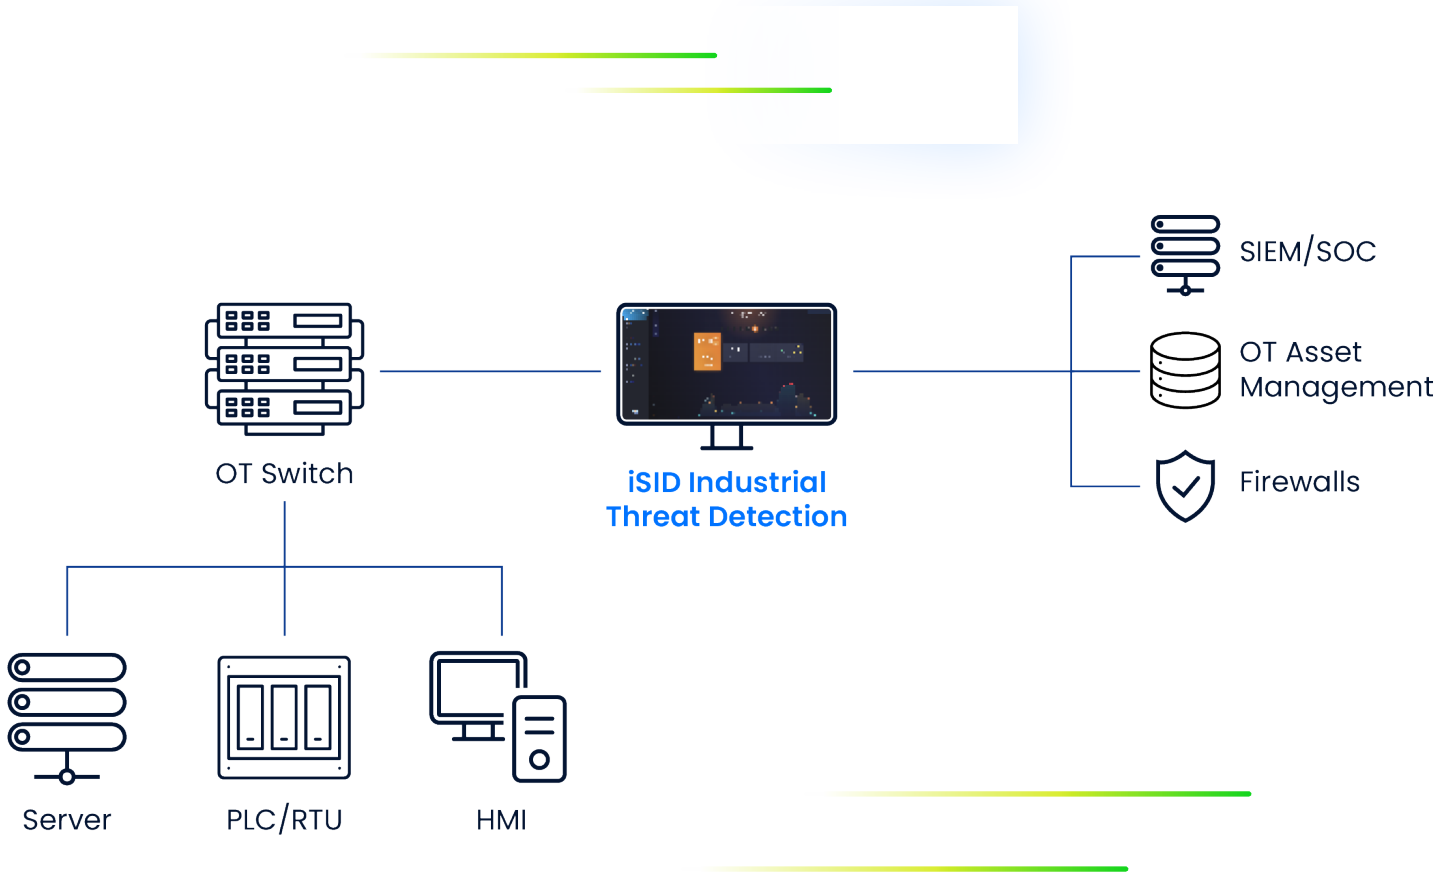 SIEM/SOC
OT Asset
Management
Firewalls
OT Switch
iSID Industrial
Threat Detection
Server
PLC/RTU
HMI